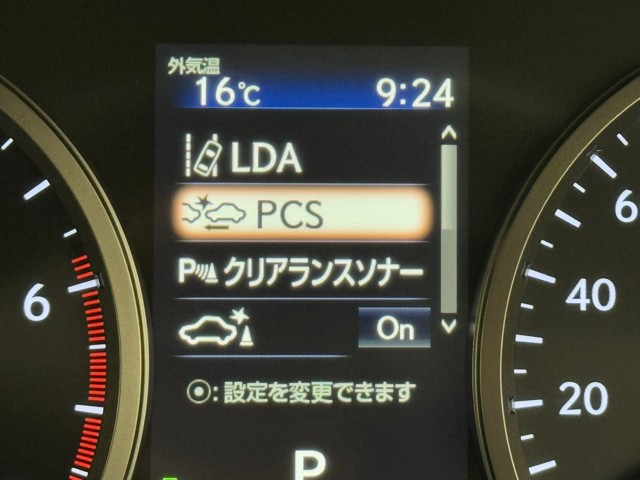 外気温
16℃ 9:24
LDA
PCS
P クリアランスソナー
On
⦿:設定を変更できます
P
6
6
40
20